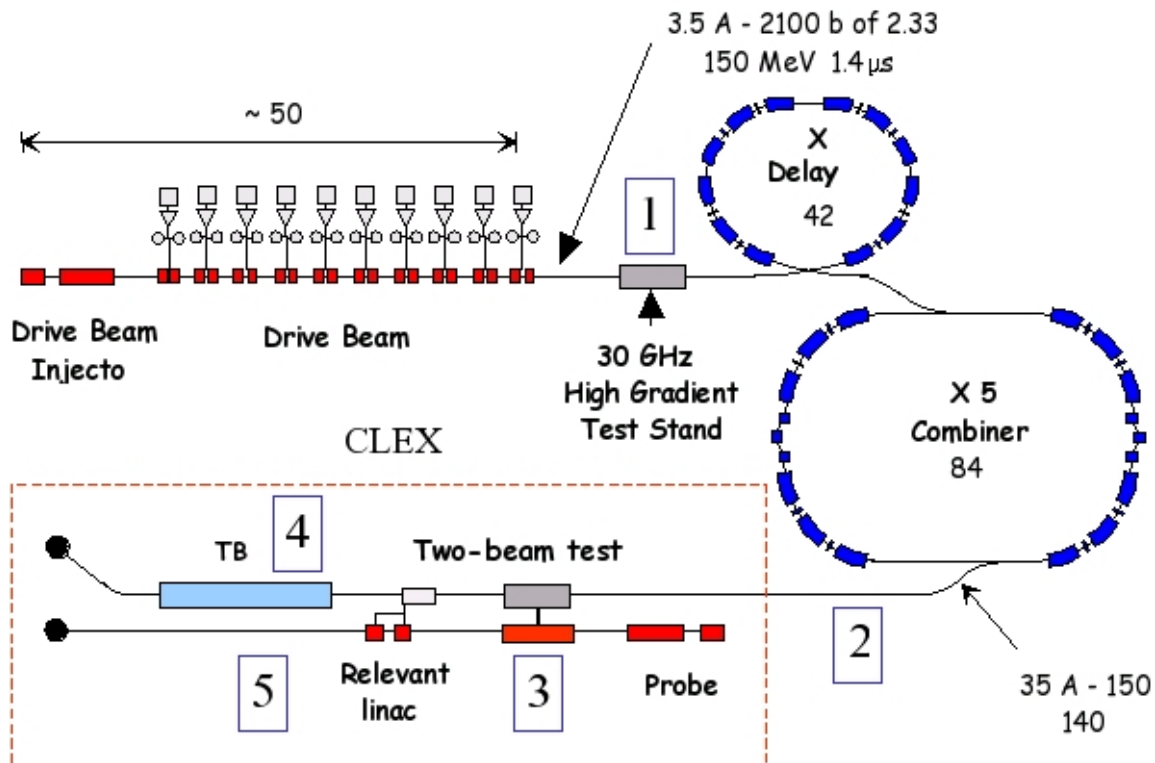 3.5 A - 2100 b of 2.33
150 MeV 1.4 μs
~ 50
X
Delay
42
1
Drive Beam
Injecto
Drive Beam
30 GHz
High Gradient
Test Stand
X 5
Combiner
84
CLEX
4
TB
Two-beam test
2
5
Relevant
linac
3
Probe
35 A - 150
140